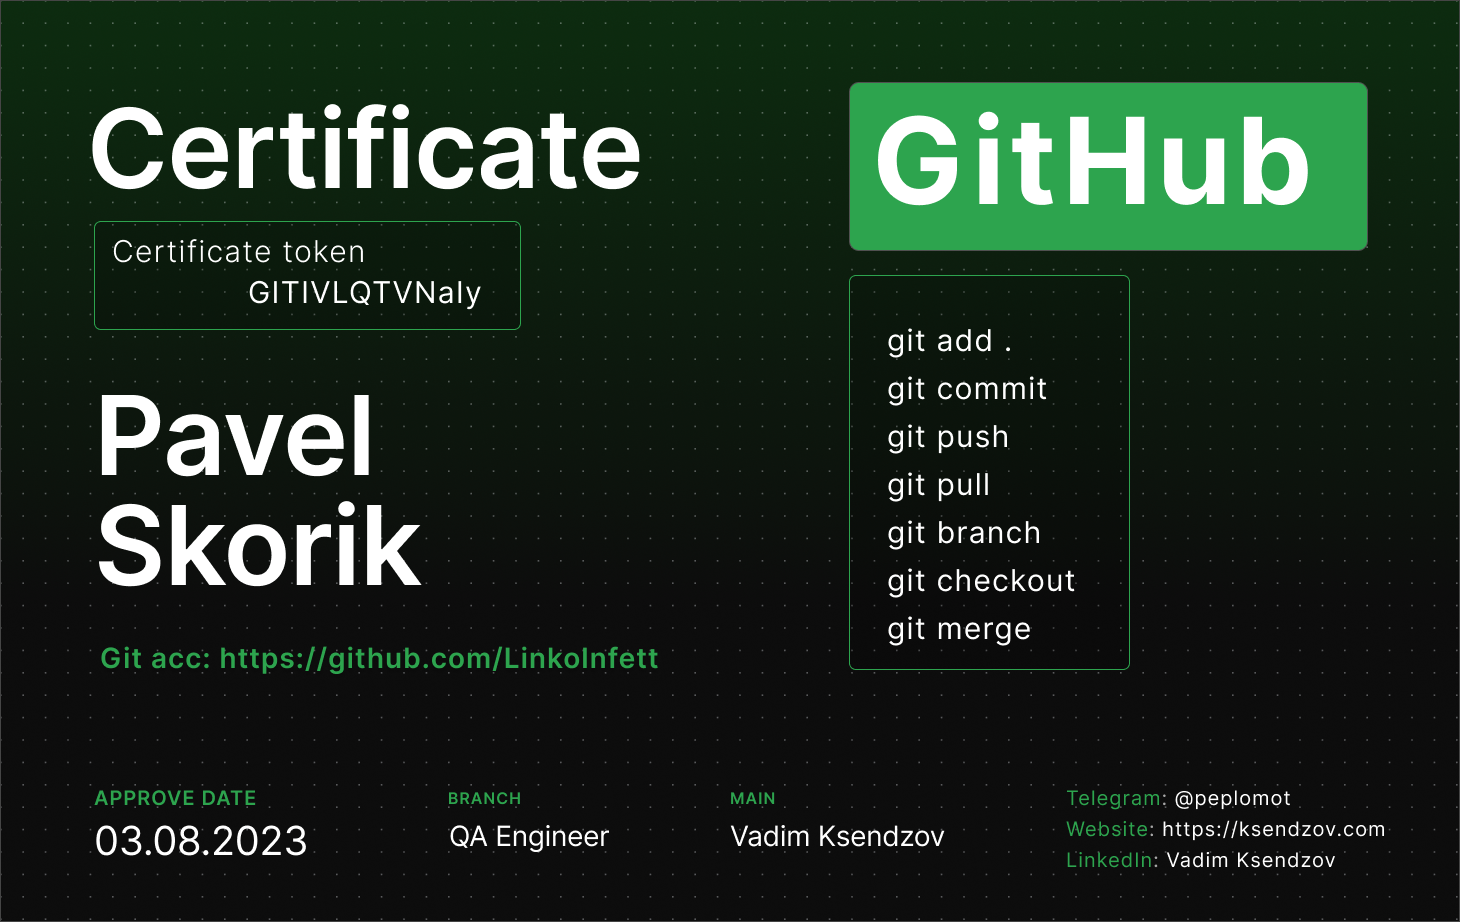 Certificate
Certificate token
GITIVLQTVNaly
Pavel
Skorik
Git acc: https://github.com/LinkoInfett
GitHub
git add .
git commit
git push
git pull
git branch
git checkout
git merge
APPROVE DATE
03.08.2023
BRANCH
QA Engineer
MAIN
Vadim Ksendzov
Telegram: @peplomot
Website: https://ksendzov.com
LinkedIn: Vadim Ksendzov